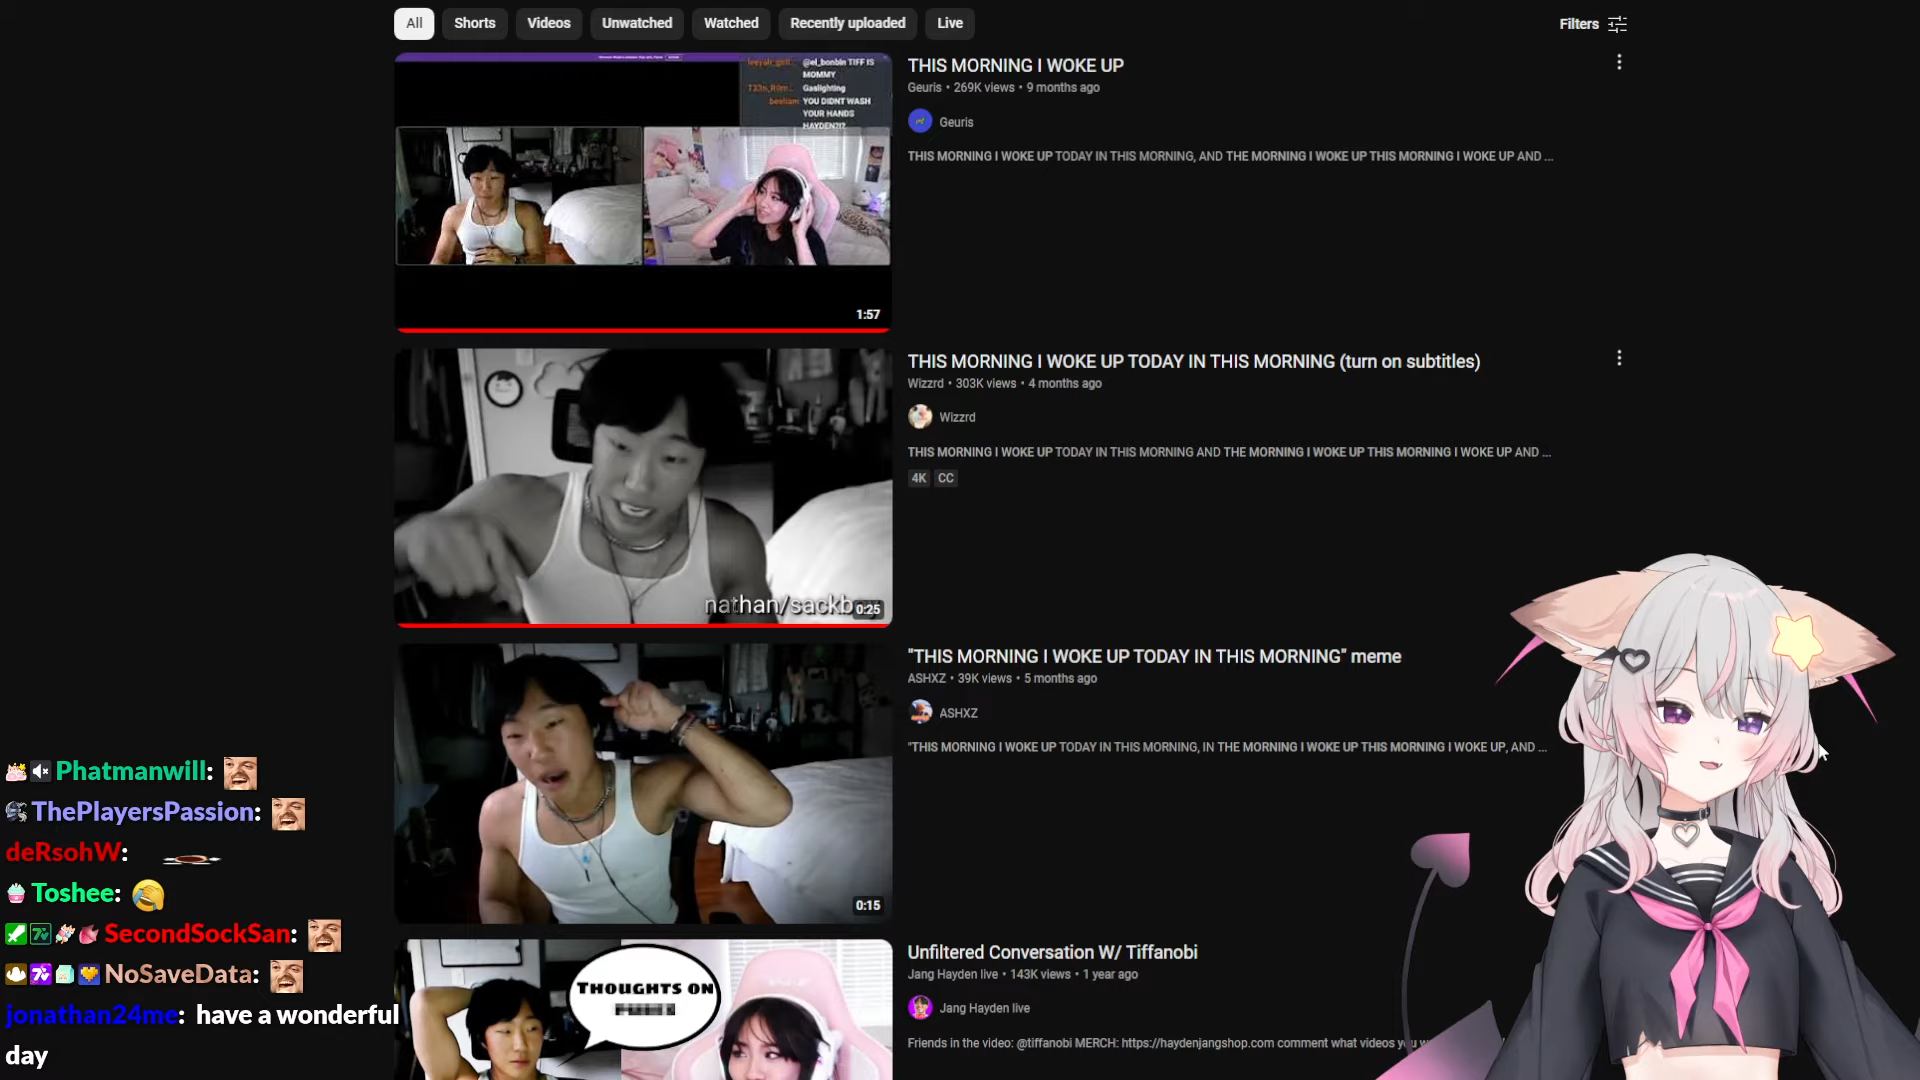 All
Shorts
Videos
Unwatched
Watched
Recently uploaded
Live
Filters
@el_bonbin TIFF IS
MOMMY
Gaslighting
YOU DIDNT WASH
YOUR HANDS
HAYDEN?!?
1:57
THIS MORNING I WOKE UP
Geuris • 269K views • 9 months ago
Geuris
THIS MORNING I WOKE UP TODAY IN THIS MORNING, AND THE MORNING I WOKE UP THIS MORNING I WOKE UP AND ...
nathan/sackb
0:25
THIS MORNING I WOKE UP TODAY IN THIS MORNING (turn on subtitles)
Wizzrd • 303K views • 4 months ago
Wizzrd
THIS MORNING I WOKE UP TODAY IN THIS MORNING AND THE MORNING I WOKE UP THIS MORNING I WOKE UP AND ...
4K CC
0:15
"THIS MORNING I WOKE UP TODAY IN THIS MORNING" meme
ASHXZ • 39K views • 5 months ago
ASHXZ
"THIS MORNING I WOKE UP TODAY IN THIS MORNING, IN THE MORNING I WOKE UP THIS MORNING I WOKE UP, AND ...
THOUGHTS ON
Unfiltered Conversation W/ Tiffanobi
Jang Hayden live • 143K views • 1 year ago
Jang Hayden live
Friends in the video: @tiffanobi MERCH: https://haydenjangshop.com comment what videos you w
Phatmanwill:
ThePlayersPassion:
deRsohW:
Toshee:
SecondSockSan:
NoSaveData:
jonathan24me: have a wonderful
day